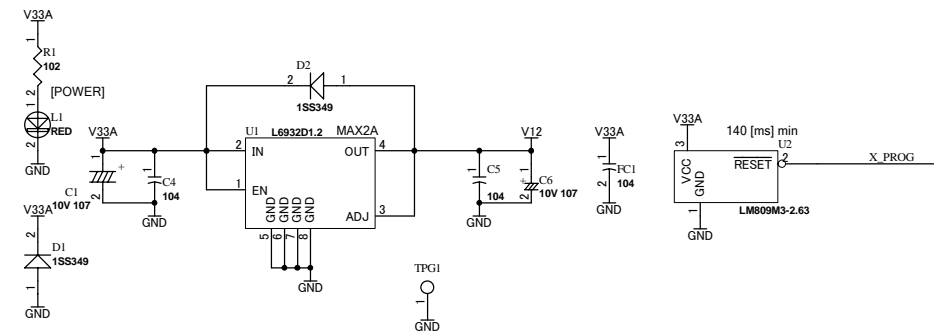 V33A
1
R1
102
2
[POWER]
1
L1
RED
2
GND
V33A
2
D1
1SS349
1
GND
V33A
1
+
C1
10V 107
2
C4
104
GND
D2
2
1
1SS349
U1
L6932D1.2
MAX2A
2
IN
OUT
4
1
EN
ADJ
3
GND
GND
GND
GND
5
6
7
8
GND
TPG1
1
GND
V12
C5
104
1
+
C6
10V 107
2
GND
V33A
1
FC1
104
2
GND
V33A
140 [ms] min
U2
3
VCC
GND
RESET
2
X_PROG
1
LM809M3-2.63
GND